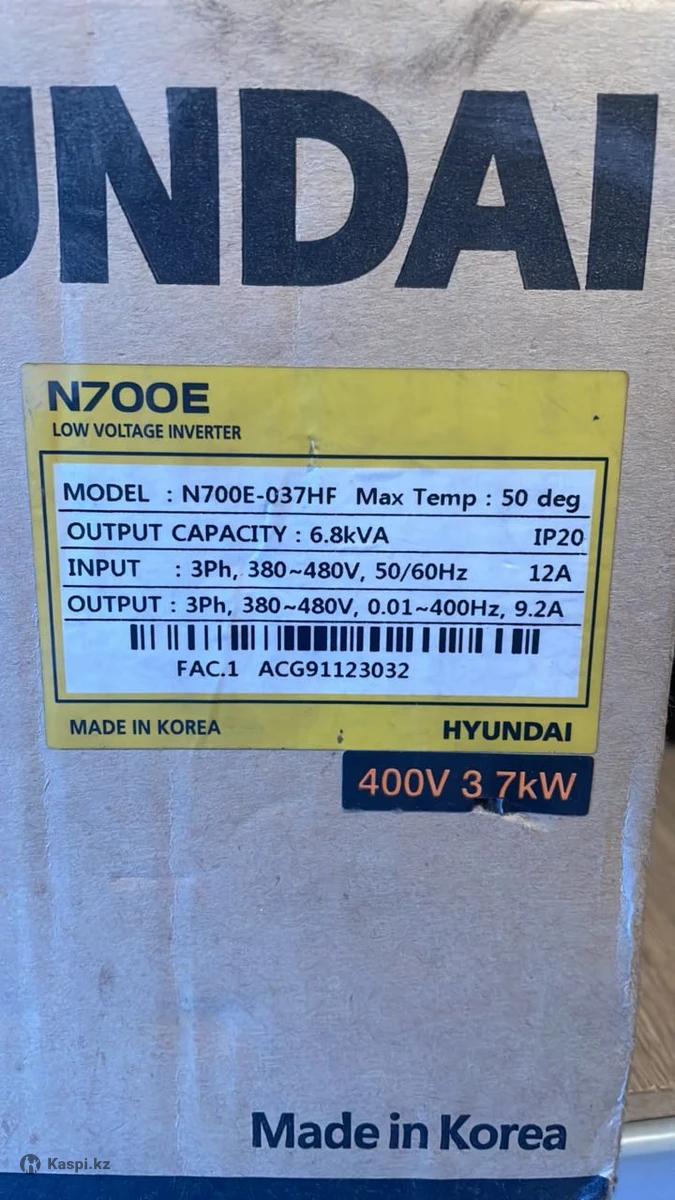 UNDAI
N700E
LOW VOLTAGE INVERTER
MODEL : N700E-037HF Max Temp : 50 deg
OUTPUT CAPACITY : 6.8kVA IP20
INPUT : 3Ph, 380~480V, 50/60Hz 12A
OUTPUT : 3Ph, 380~480V, 0.01~400Hz, 9.2A
FAC.1 ACG91123032
MADE IN KOREA HYUNDAI
400V 3 7kW
Made in Korea
Kaspi.kz